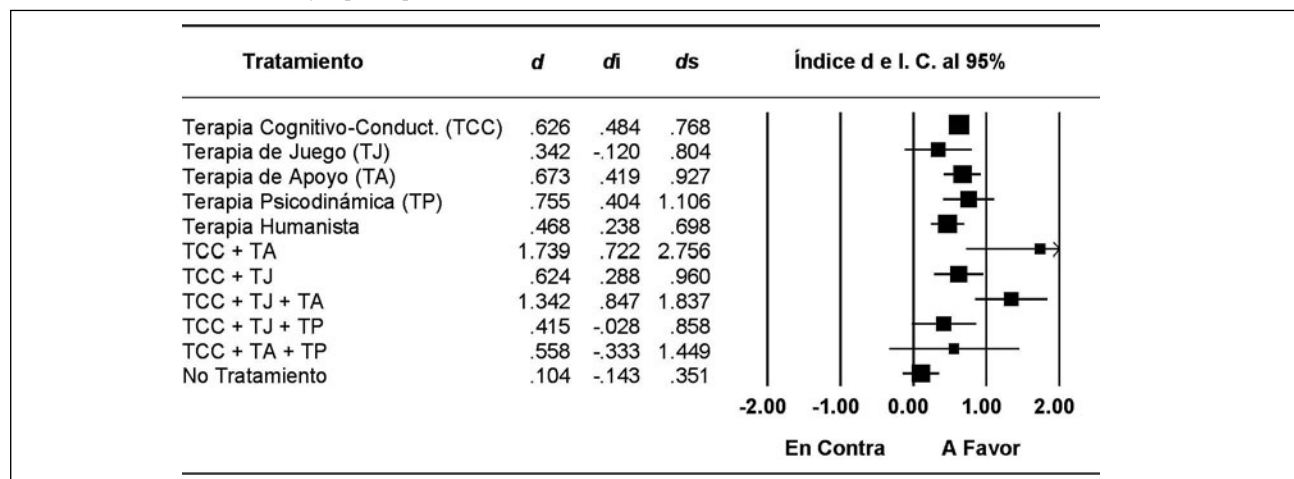 Tratamiento d di ds Índice d e I. C. al 95%
Terapia Cognitivo-Conduct. (TCC) .626 .484 .768
Terapia de Juego (TJ) .342 -.120 .804
Terapia de Apoyo (TA) .673 .419 .927
Terapia Psicodinámica (TP) .755 .404 1.106
Terapia Humanista .468 .238 .698
TCC + TA 1.739 .722 2.756
TCC + TJ .624 .288 .960
TCC + TJ + TA 1.342 .847 1.837
TCC + TJ + TP .415 -.028 .858
TCC + TA + TP .558 -.333 1.449
No Tratamiento .104 -.143 .351
-2.00 -1.00 0.00 1.00 2.00
En Contra A Favor